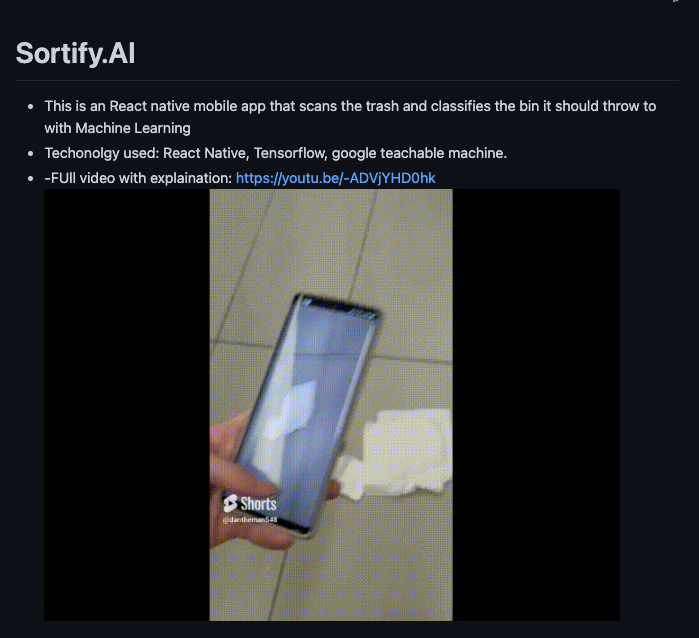 Sortify.AI
This is an React native mobile app that scans the trash and classifies the bin it should throw to
with Machine Learning
Techonolgy used: React Native, Tensorflow, google teachable machine.
-FUll video with explaination: https://youtu.be/-ADVjYHD0hk
Shorts
@dantheman548